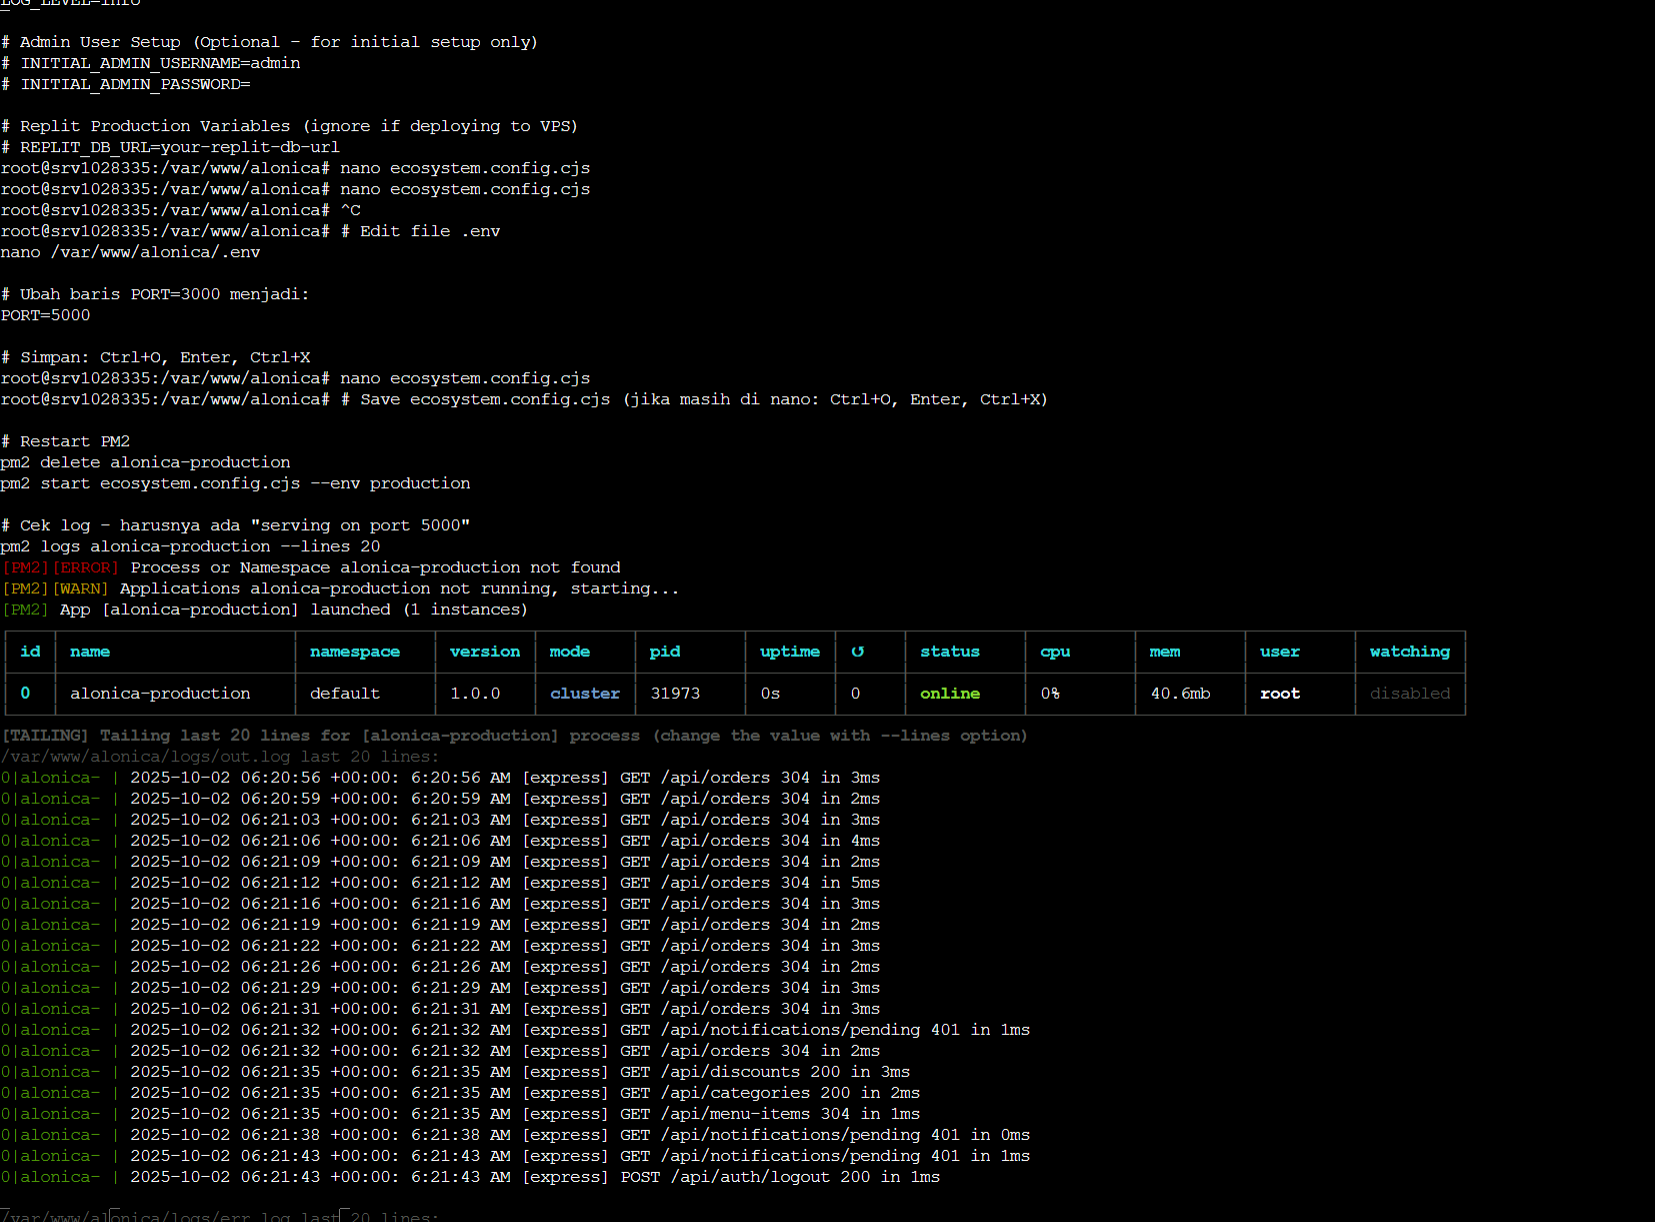 LOG_LEVEL=info
# Admin User Setup (Optional - for initial setup only)
# INITIAL_ADMIN_USERNAME=admin
# INITIAL_ADMIN_PASSWORD=
# Replit Production Variables (ignore if deploying to VPS)
# REPLIT_DB_URL=your-replit-db-url
root@srv1028335:/var/www/alonica# nano ecosystem.config.cjs
root@srv1028335:/var/www/alonica# nano ecosystem.config.cjs
root@srv1028335:/var/www/alonica# ^C
root@srv1028335:/var/www/alonica# # Edit file .env
nano /var/www/alonica/.env
# Ubah baris PORT=3000 menjadi:
PORT=5000
# Simpan: Ctrl+O, Enter, Ctrl+X
root@srv1028335:/var/www/alonica# nano ecosystem.config.cjs
root@srv1028335:/var/www/alonica# # Save ecosystem.config.cjs (jika masih di nano: Ctrl+O, Enter, Ctrl+X)
# Restart PM2
pm2 delete alonica-production
pm2 start ecosystem.config.cjs --env production
# Cek log - harusnya ada "serving on port 5000"
pm2 logs alonica-production --lines 20
[PM2][ERROR] Process or Namespace alonica-production not found
[PM2][WARN] Applications alonica-production not running, starting...
[PM2] App [alonica-production] launched (1 instances)
id name namespace version mode pid uptime ↺ status cpu mem user watching
0 alonica-production default 1.0.0 cluster 31973 0s 0 online 0% 40.6mb root disabled
[TAILING] Tailing last 20 lines for [alonica-production] process (change the value with --lines option)
/var/www/alonica/logs/out.log last 20 lines:
0|alonica- | 2025-10-02 06:20:56 +00:00: 6:20:56 AM [express] GET /api/orders 304 in 3ms
0|alonica- | 2025-10-02 06:20:59 +00:00: 6:20:59 AM [express] GET /api/orders 304 in 2ms
0|alonica- | 2025-10-02 06:21:03 +00:00: 6:21:03 AM [express] GET /api/orders 304 in 3ms
0|alonica- | 2025-10-02 06:21:06 +00:00: 6:21:06 AM [express] GET /api/orders 304 in 4ms
0|alonica- | 2025-10-02 06:21:09 +00:00: 6:21:09 AM [express] GET /api/orders 304 in 2ms
0|alonica- | 2025-10-02 06:21:12 +00:00: 6:21:12 AM [express] GET /api/orders 304 in 5ms
0|alonica- | 2025-10-02 06:21:16 +00:00: 6:21:16 AM [express] GET /api/orders 304 in 3ms
0|alonica- | 2025-10-02 06:21:19 +00:00: 6:21:19 AM [express] GET /api/orders 304 in 2ms
0|alonica- | 2025-10-02 06:21:22 +00:00: 6:21:22 AM [express] GET /api/orders 304 in 3ms
0|alonica- | 2025-10-02 06:21:26 +00:00: 6:21:26 AM [express] GET /api/orders 304 in 2ms
0|alonica- | 2025-10-02 06:21:29 +00:00: 6:21:29 AM [express] GET /api/orders 304 in 3ms
0|alonica- | 2025-10-02 06:21:31 +00:00: 6:21:31 AM [express] GET /api/orders 304 in 3ms
0|alonica- | 2025-10-02 06:21:32 +00:00: 6:21:32 AM [express] GET /api/notifications/pending 401 in 1ms
0|alonica- | 2025-10-02 06:21:32 +00:00: 6:21:32 AM [express] GET /api/orders 304 in 2ms
0|alonica- | 2025-10-02 06:21:35 +00:00: 6:21:35 AM [express] GET /api/discounts 200 in 3ms
0|alonica- | 2025-10-02 06:21:35 +00:00: 6:21:35 AM [express] GET /api/categories 200 in 2ms
0|alonica- | 2025-10-02 06:21:35 +00:00: 6:21:35 AM [express] GET /api/menu-items 304 in 1ms
0|alonica- | 2025-10-02 06:21:38 +00:00: 6:21:38 AM [express] GET /api/notifications/pending 401 in 0ms
0|alonica- | 2025-10-02 06:21:43 +00:00: 6:21:43 AM [express] GET /api/notifications/pending 401 in 1ms
0|alonica- | 2025-10-02 06:21:43 +00:00: 6:21:43 AM [express] POST /api/auth/logout 200 in 1ms
/var/www/alonica/logs/err.log last 20 lines: